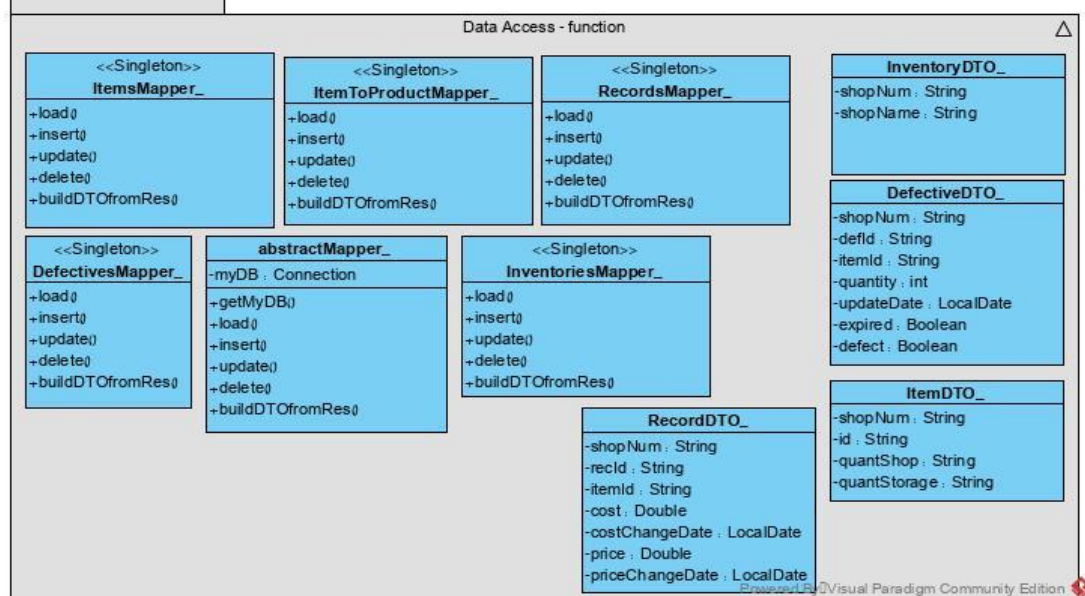 Data Access - function
<<Singleton>>
ItemsMapper_
+load()
+insert()
+update()
+delete()
+buildDTOfromRes()
<<Singleton>>
ItemToProductMapper_
+load()
+insert()
+update()
+delete()
+buildDTOfromRes()
<<Singleton>>
RecordsMapper_
+load()
+insert()
+update()
+delete()
+buildDTOfromRes()
InventoryDTO_
-shopNum : String
-shopName : String
DefectiveDTO_
-shopNum : String
-defId : String
-itemId : String
-quantity : int
-updateDate : LocalDate
-expired : Boolean
-defect : Boolean
<<Singleton>>
DefectivesMapper_
+load()
+insert()
+update()
+delete()
+buildDTOfromRes()
abstractMapper_
-myDB : Connection
+getMyDB()
+load()
+insert()
+update()
+delete()
+buildDTOfromRes()
<<Singleton>>
InventoriesMapper_
+load()
+insert()
+update()
+delete()
+buildDTOfromRes()
ItemDTO_
-shopNum : String
-id : String
-quantShop : String
-quantStorage : String
RecordDTO_
-shopNum : String
-recId : String
-itemId : String
-cost : Double
-costChangeDate : LocalDate
-price : Double
-priceChangeDate : LocalDate
Powered By Visual Paradigm Community Edition